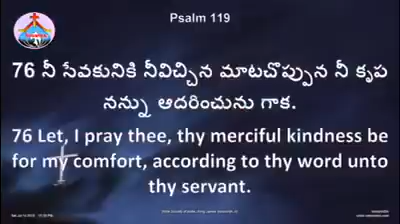 Psalm 119
76 నీ సేవకునికి నీవిచ్చిన మాటచొప్పున నీ కృప
నన్ను ఆదరించును గాక.
76 Let, I pray thee, thy merciful kindness be
for my comfort, according to thy word unto
thy servant.